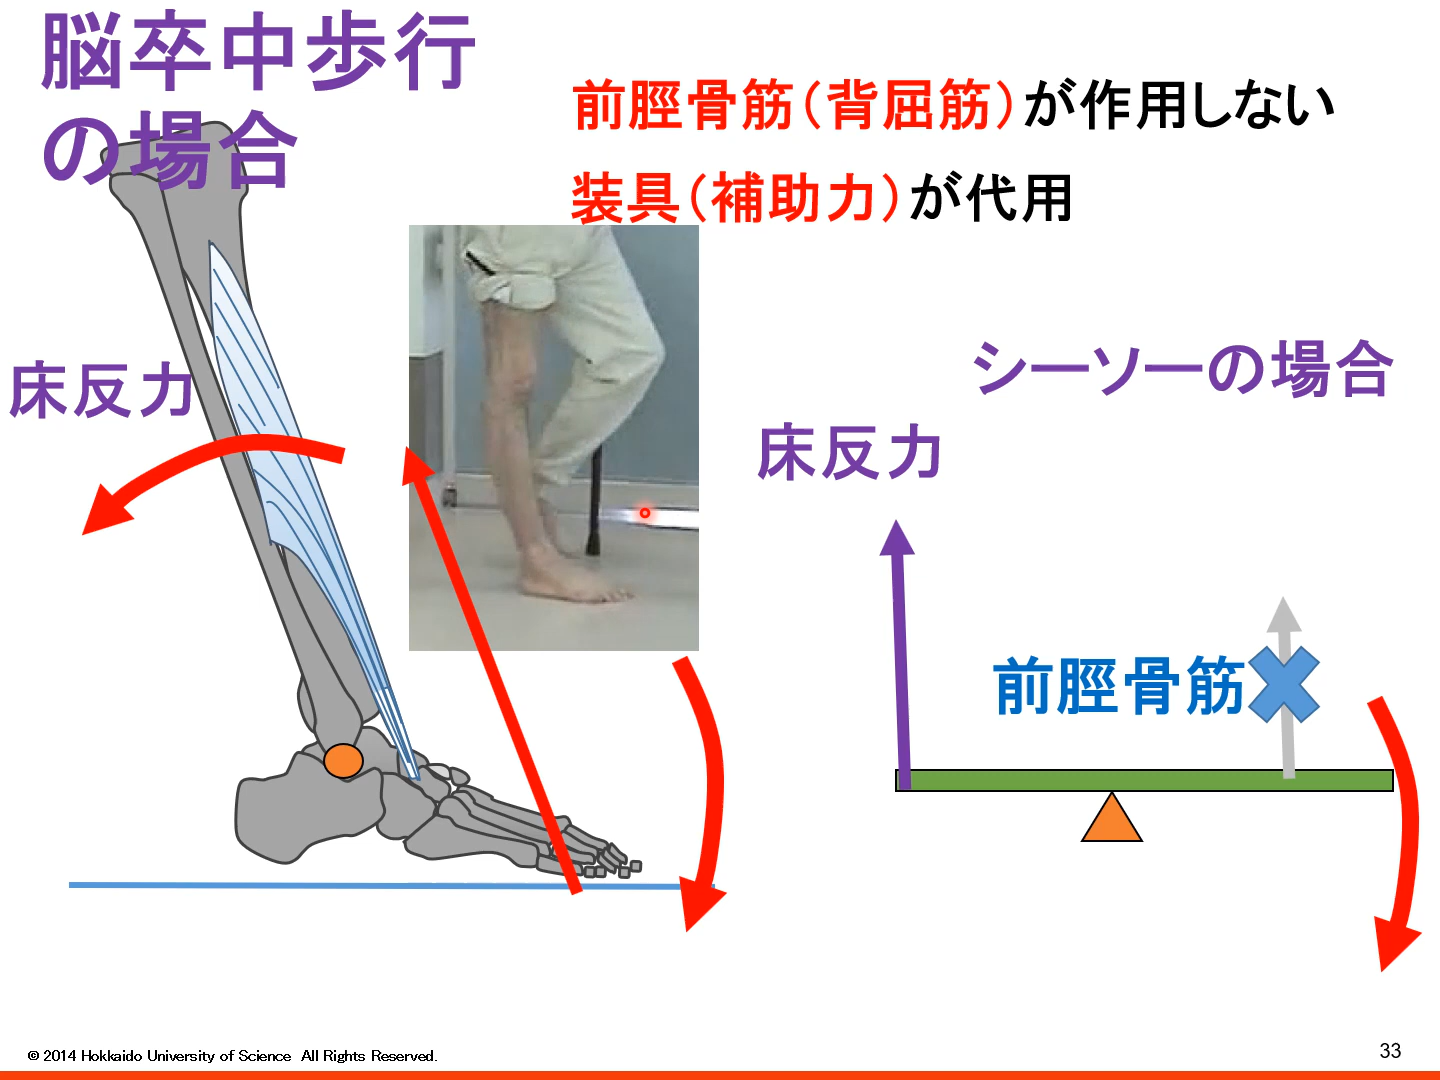 脳卒中歩行
の場合
前脛骨筋（背屈筋）が作用しない
装具（補助力）が代用
床反力
シーソーの場合
床反力
前脛骨筋
© 2014 Hokkaido University of Science All Rights Reserved.
33